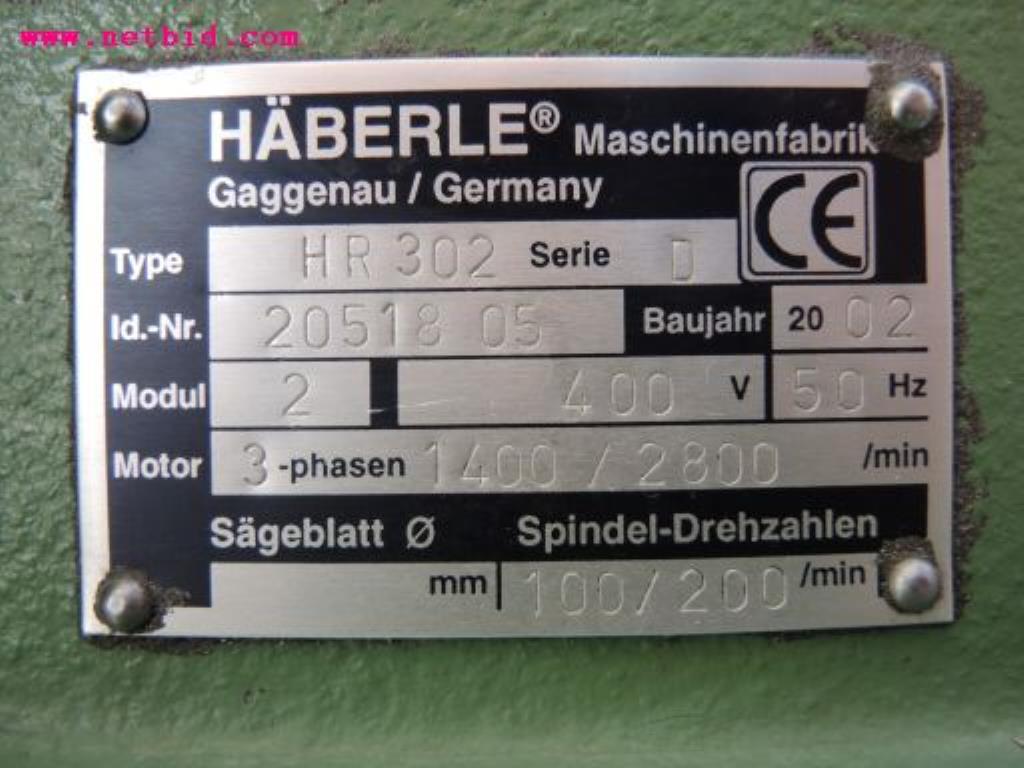 www.netbid.com
HÄBERLE® Maschinenfabrik
Gaggenau / Germany
CE
Type HR 302 Serie D
Id.-Nr. 20518 05 Baujahr 20 02
Modul 2 400 V 50 Hz
Motor 3 -phasen 1400 / 2800 /min
Sägeblatt Ø Spindel-Drehzahlen
mm 100/200 /min